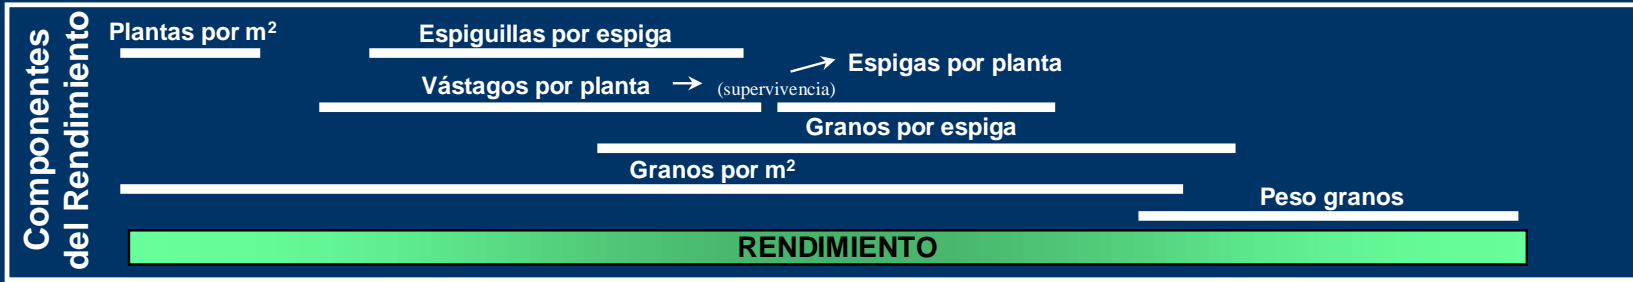 Componentes
del Rendimiento
Plantas por m²
Espiguillas por espiga
Vástagos por planta
(supervivencia)
Espigas por planta
Granos por espiga
Granos por m²
Peso granos
RENDIMIENTO